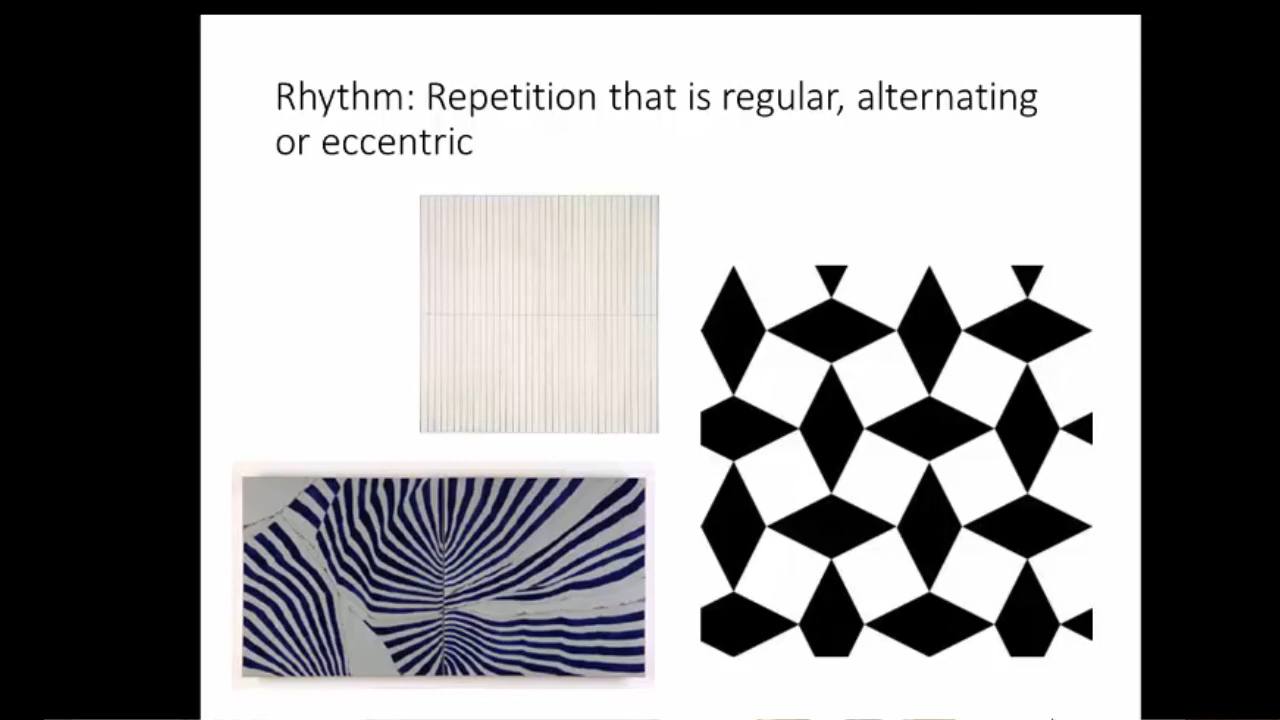 Rhythm: Repetition that is regular, alternating
or eccentric